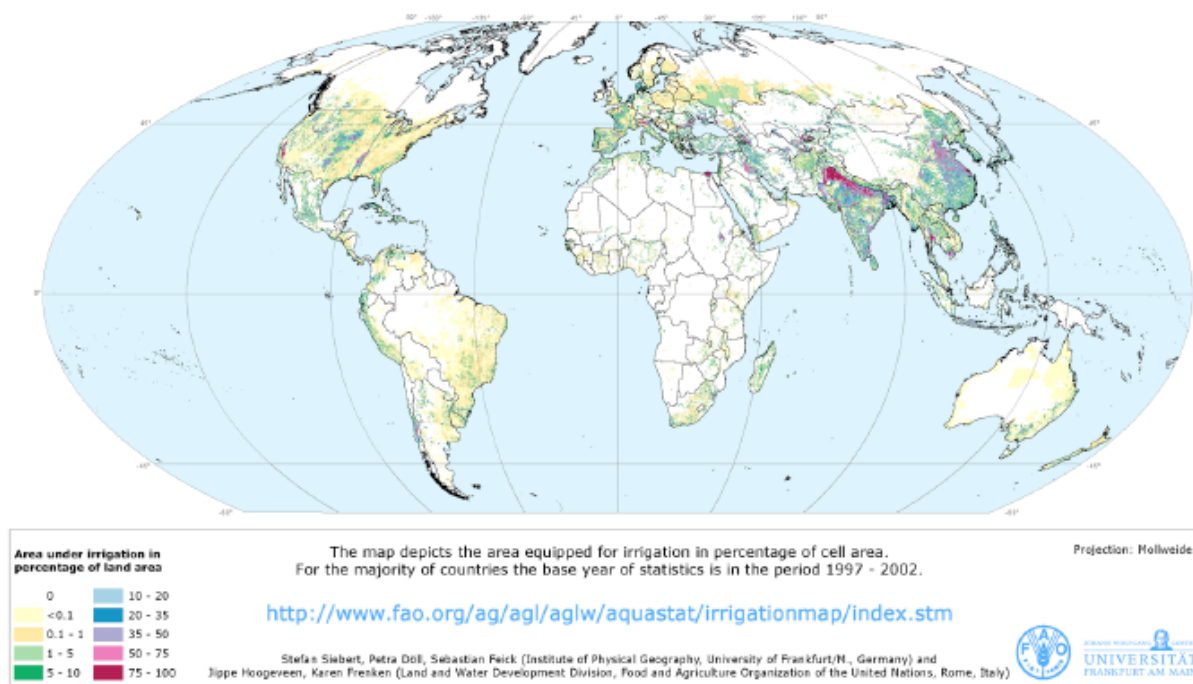 Area under irrigation in
percentage of land area
0
<0.1
0.1 - 1
1 - 5
5 - 10
10 - 20
20 - 35
35 - 50
50 - 75
75 - 100
The map depicts the area equipped for irrigation in percentage of cell area.
For the majority of countries the base year of statistics is in the period 1997 - 2002.
http://www.fao.org/ag/agl/aglw/aquastat/irrigationmap/index.stm
Stefan Siebert, Petra Döll, Sebastian Feick (Institute of Physical Geography, University of Frankfurt/M., Germany) and
Jippe Hoogeveen, Karen Frenken (Land and Water Development Division, Food and Agriculture Organization of the United Nations, Rome, Italy)
Projection: Mollweide
UNIVERSITÄT
FRANKFURT AM MAIN